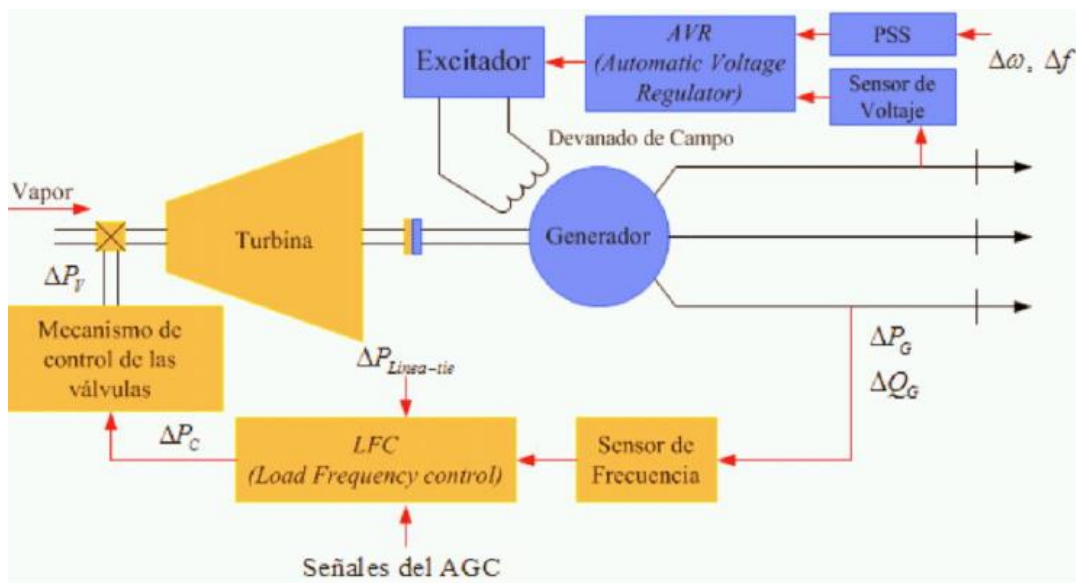 Excitador
AVR
(Automatic Voltage
Regulator)
PSS
Δω, Δf
Sensor de
Voltaje
Devanado de Campo
Vapor
Turbina
Generador
ΔP_V
Mecanismo de
control de las
válvulas
ΔP_Linea-tie
ΔP_G
ΔQ_G
ΔP_C
LFC
(Load Frequency control)
Sensor de
Frecuencia
Señales del AGC